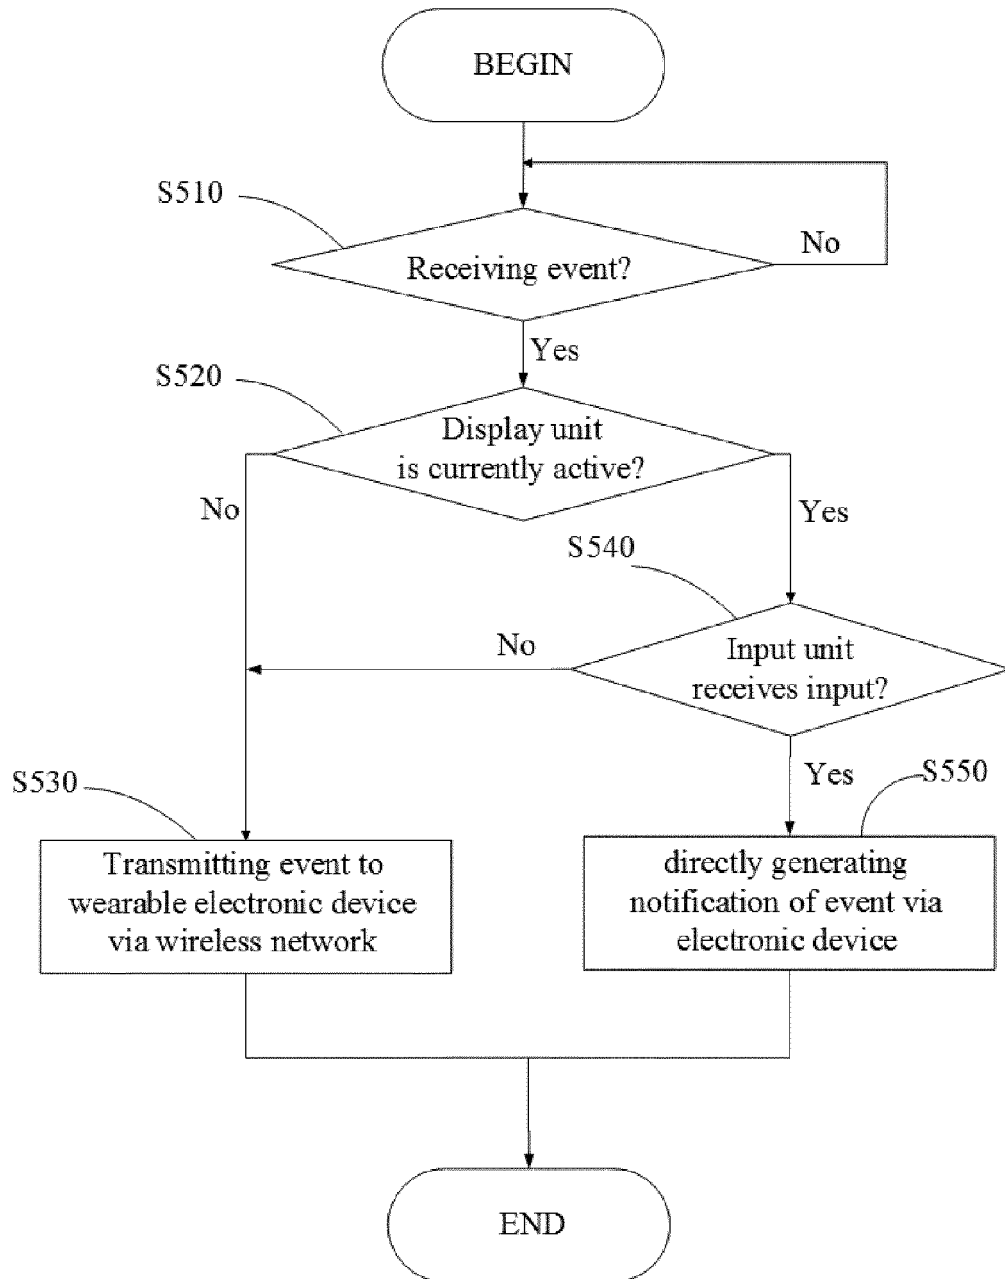 BEGIN
S510
No
Receiving event?
Yes
S520
Display unit
is currently active?
No
Yes
S540
No
Input unit
receives input?
S530
Yes
S550
Transmitting event to
wearable electronic device
via wireless network
directly generating
notification of event via
electronic device
END